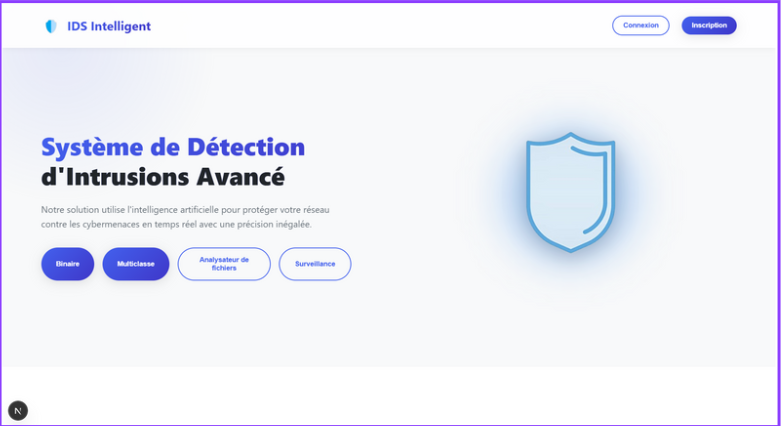 IDS Intelligent
Connexion
Inscription
Système de Détection
d'Intrusions Avancé
Notre solution utilise l'intelligence artificielle pour protéger votre réseau
contre les cybermenaces en temps réel avec une précision inégalée.
Binaire
Multiclasse
Analysateur de
fichiers
Surveillance
N